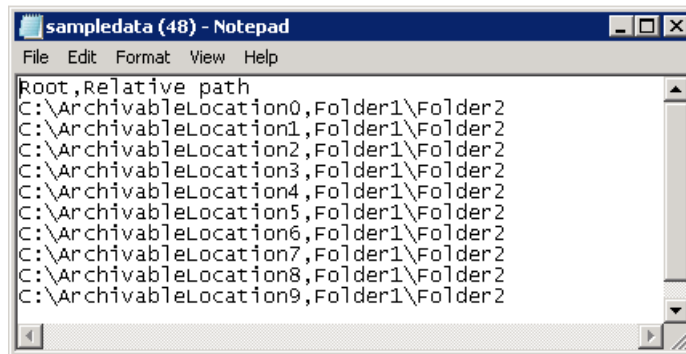 sampledata (48) - Notepad
File Edit Format View Help
Root,Relative path
C:\ArchivableLocation0,Folder1\Folder2
C:\ArchivableLocation1,Folder1\Folder2
C:\ArchivableLocation2,Folder1\Folder2
C:\ArchivableLocation3,Folder1\Folder2
C:\ArchivableLocation4,Folder1\Folder2
C:\ArchivableLocation5,Folder1\Folder2
C:\ArchivableLocation6,Folder1\Folder2
C:\ArchivableLocation7,Folder1\Folder2
C:\ArchivableLocation8,Folder1\Folder2
C:\ArchivableLocation9,Folder1\Folder2